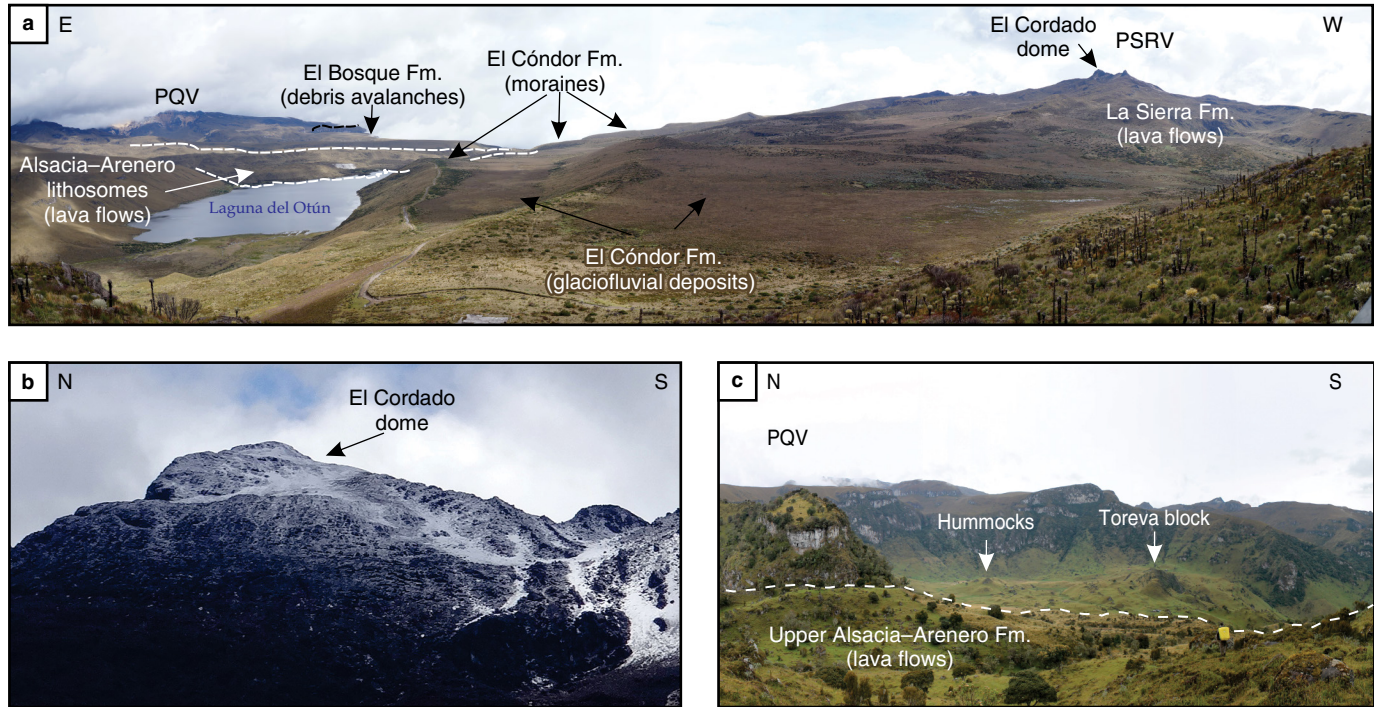 a E W
El Cordado
dome
PSRV
El Cóndor Fm.
(moraines)
El Bosque Fm.
(debris avalanches)
PQV
La Sierra Fm.
(lava flows)
Alsacia–Arenero
lithosomes
(lava flows)
Laguna del Otún
El Cóndor Fm.
(glaciofluvial deposits)
b N S
El Cordado
dome
c N S
PQV
Hummocks
Toreva block
Upper Alsacia–Arenero Fm.
(lava flows)